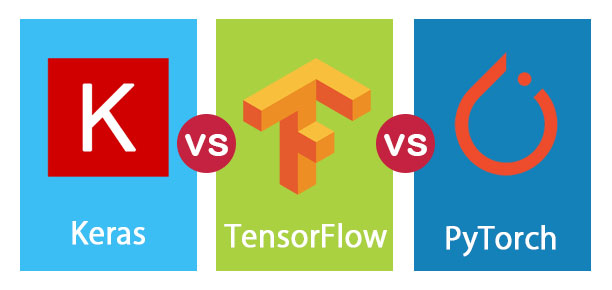 K
vs
vs
Keras
TensorFlow
PyTorch